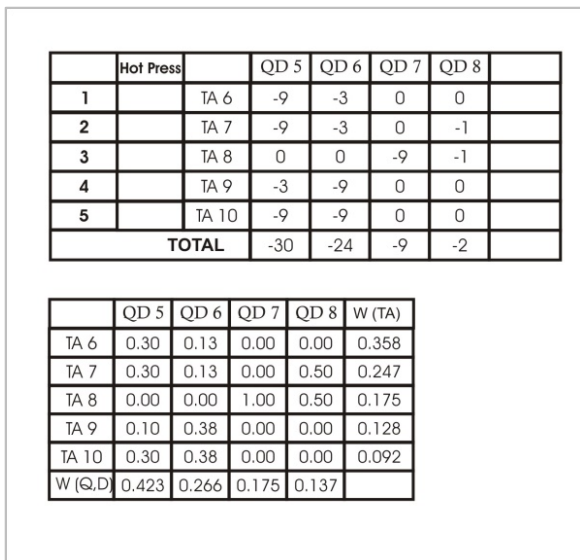 Hot Press QD 5 QD 6 QD 7 QD 8
1 TA 6 -9 -3 0 0
2 TA 7 -9 -3 0 -1
3 TA 8 0 0 -9 -1
4 TA 9 -3 -9 0 0
5 TA 10 -9 -9 0 0
TOTAL -30 -24 -9 -2
QD 5 QD 6 QD 7 QD 8 W (TA)
TA 6 0.30 0.13 0.00 0.00 0.358
TA 7 0.30 0.13 0.00 0.50 0.247
TA 8 0.00 0.00 1.00 0.50 0.175
TA 9 0.10 0.38 0.00 0.00 0.128
TA 10 0.30 0.38 0.00 0.00 0.092
W (Q,D) 0.423 0.266 0.175 0.137